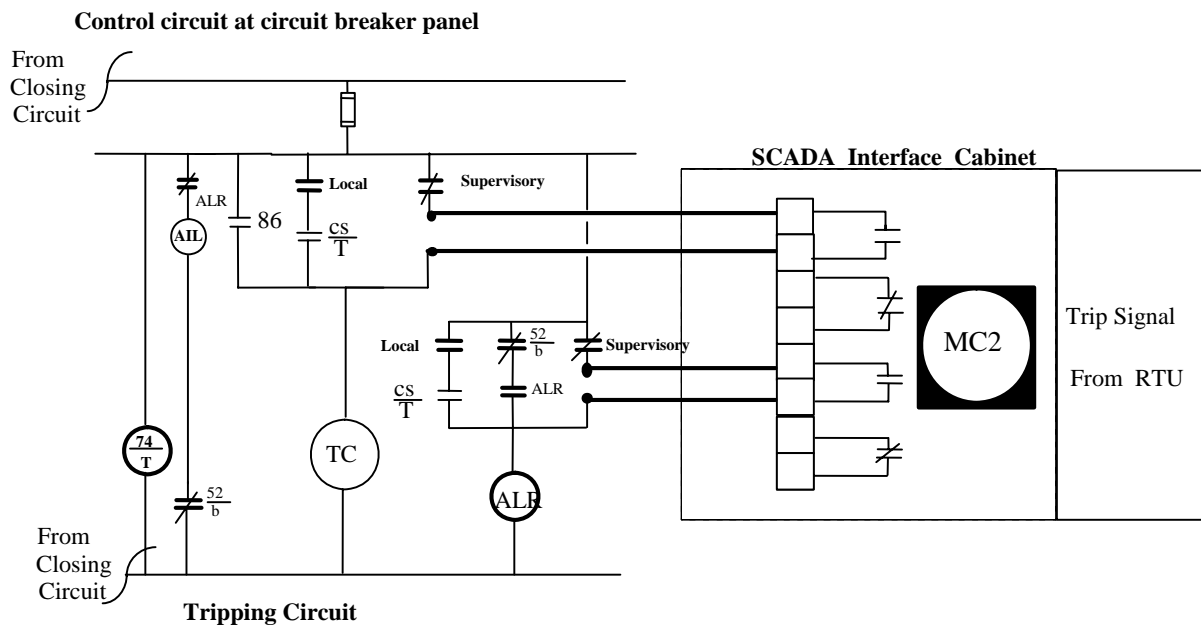 Control circuit at circuit breaker panel
From
Closing
Circuit
SCADA Interface Cabinet
Local
Supervisory
ALR
86
AIL
cs
T
Trip Signal
MC2
From RTU
Local
52
b
Supervisory
cs
T
ALR
74
T
TC
ALR
52
b
From
Closing
Circuit
Tripping Circuit